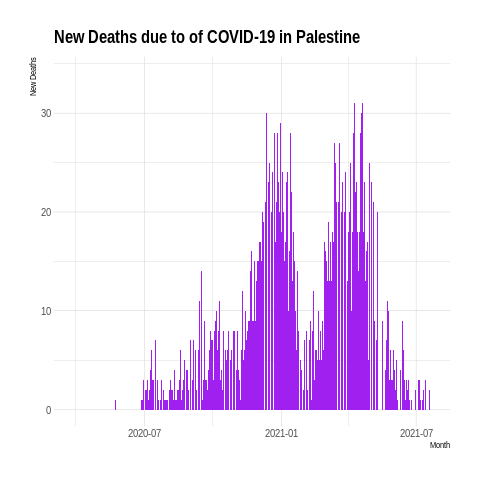 New Deaths due to of COVID-19 in Palestine
New Deaths
30
20
10
0
2020-07 2021-01 2021-07
Month